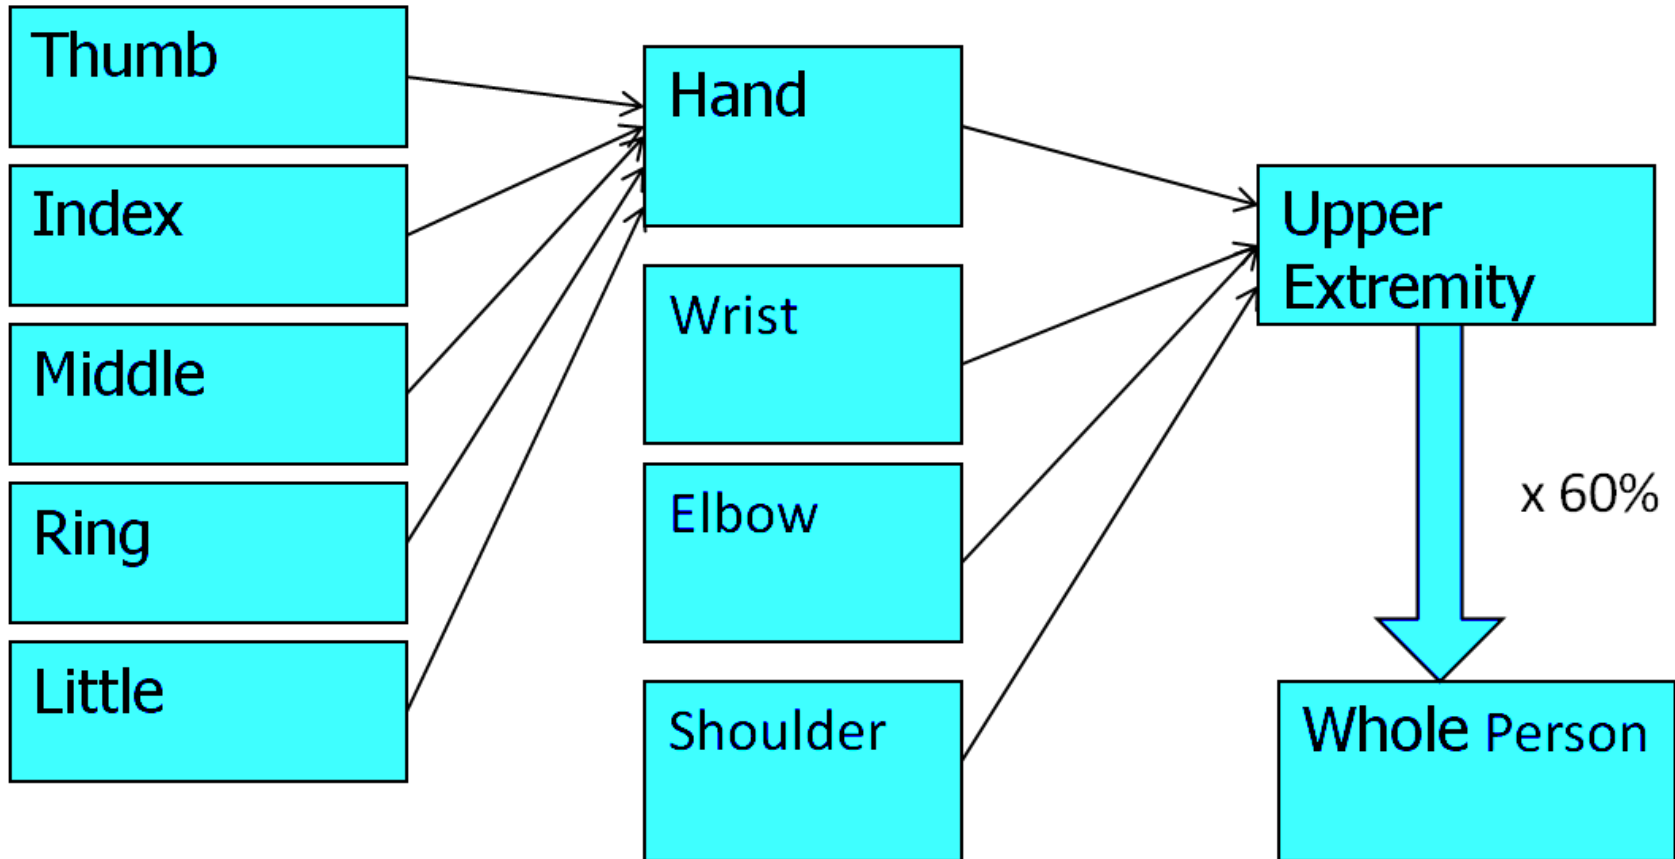 Thumb
Index
Middle
Ring
Little
Hand
Wrist
Elbow
Shoulder
Upper
Extremity
x 60%
Whole Person